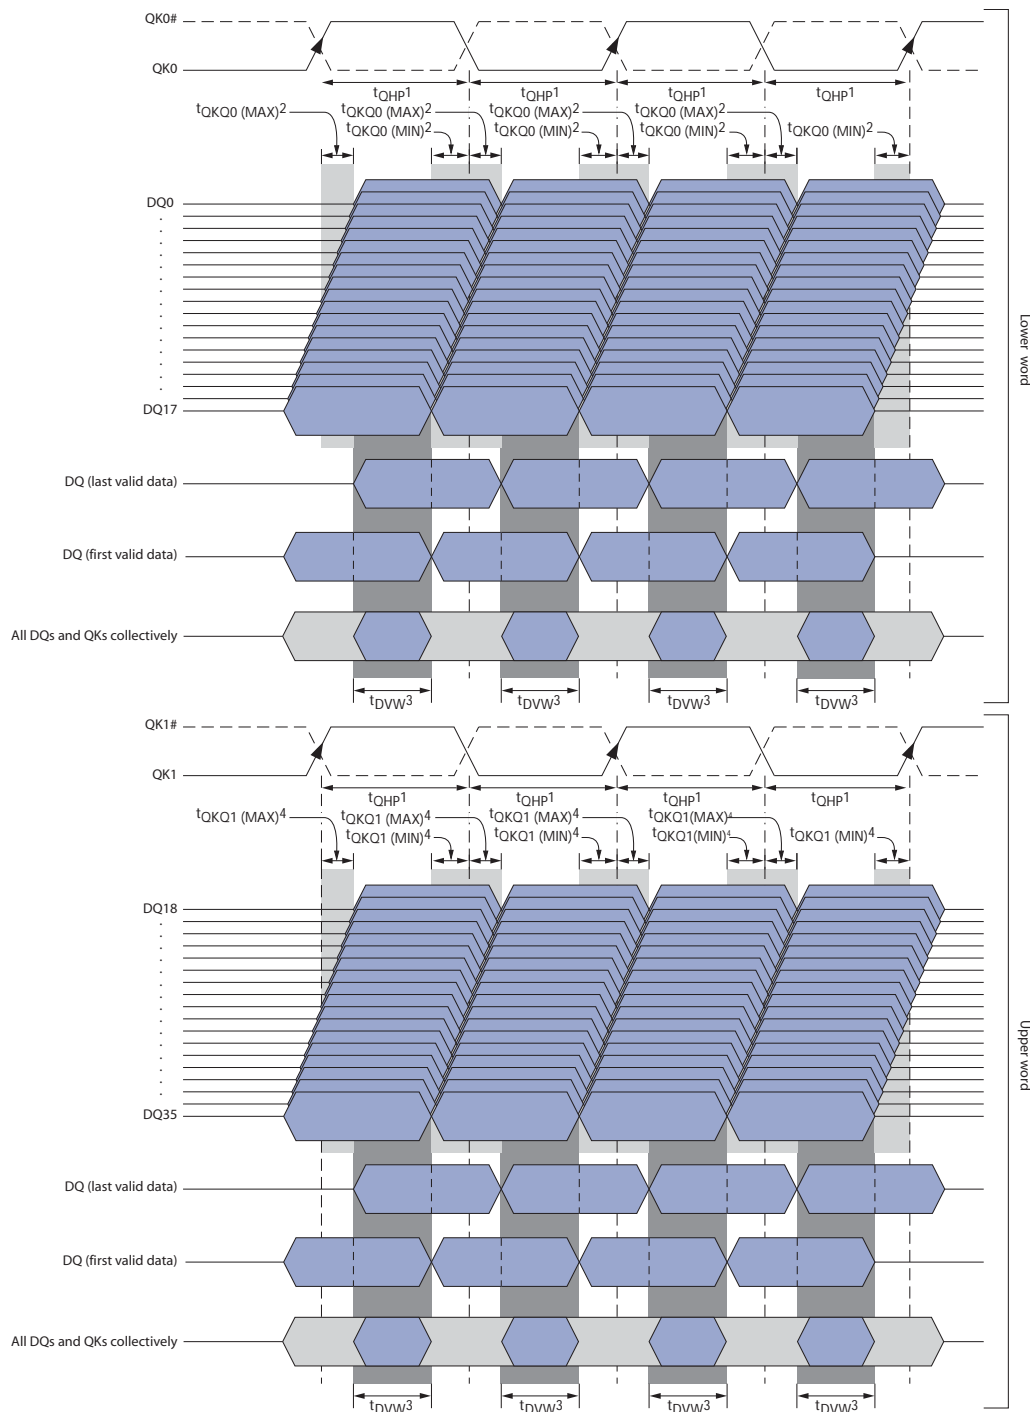 QK0#
QK0
tQHP1 tQHP1 tQHP1 tQHP1
tQKQ0 (MAX)2 tQKQ0 (MAX)2 tQKQ0 (MAX)2 tQKQ0 (MAX)2
tQKQ0 (MIN)2 tQKQ0 (MIN)2 tQKQ0 (MIN)2 tQKQ0 (MIN)2
DQ0
DQ17
DQ (last valid data)
DQ (first valid data)
All DQs and QKs collectively
tDVW3 tDVW3 tDVW3 tDVW3
Lower word
QK1#
QK1
tQHP1 tQHP1 tQHP1 tQHP1
tQKQ1 (MAX)4 tQKQ1 (MAX)4 tQKQ1 (MAX)4 tQKQ1(MAX)4
tQKQ1 (MIN)4 tQKQ1 (MIN)4 tQKQ1(MIN)4 tQKQ1 (MIN)4
DQ18
DQ35
DQ (last valid data)
DQ (first valid data)
All DQs and QKs collectively
tDVW3 tDVW3 tDVW3 tDVW3
Upper word